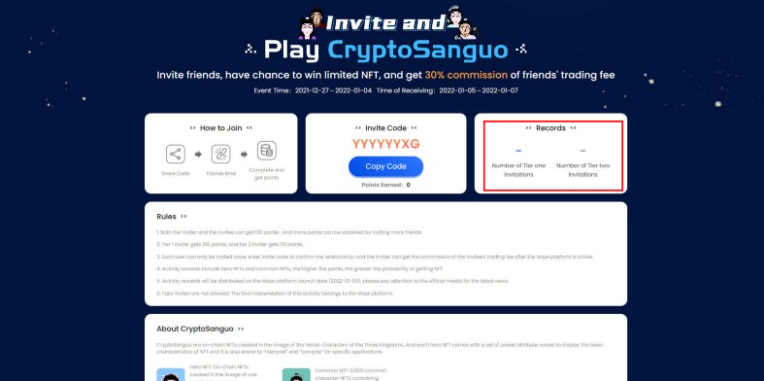 Invite and
Play CryptoSanguo
Invite friends, have chance to win limited NFT, and get 30% commission of friends' trading fee
Event Time: 2021-12-27~2022-01-04 Time of Receiving: 2022-01-05~2022-01-07
How to Join
Share Code
Friends Bind
Complete and
get points
Invite Code
YYYYYYXG
Copy Code
Points Earned: 0
Records
– –
Number of Tier one
Invitations
Number of Tier two
Invitations
Rules
1. Both the inviter and the invitee can get 100 points , and more points can be obtained by inviting more friends.
2. Tier 1 inviter gets 100 points, and tier 2 inviter gets 50 points.
3. Each user can only be invited once, enter invite code to confirm the relationship, and the inviter can get the commission of the invitee's trading fee after the Maze platform is online.
4. Activity rewards include hero NFTs and common NFTs, the higher the points, the greater the probability of getting NFT.
5. Activity rewards will be distributed on the Maze platform launch date (2022-01-05), please pay attention to the official media for the latest news.
6. Fake invites are not allowed. The final interpretation of this activity belongs to the Maze platform.
About CryptoSanguo
CryptoSanguo are on-chain NFTs created in the image of the heroic characters of the Three Kingdoms. And each hero NFT comes with a set of preset attribute values to display the basic
characteristics of NFT and it is also easier to "interpret" and "compile" for specific applications.
Hero NFT: On-chain NFTs
created in the image of one
Common NFT: 2,000 common
character NFTs containing